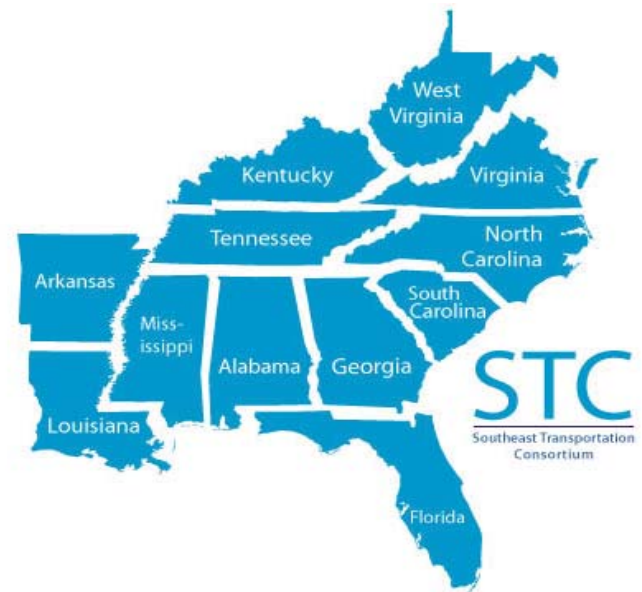 West
Virginia
Kentucky
Virginia
Tennessee
North
Carolina
Arkansas
South
Carolina
Miss-
issippi
Alabama
Georgia
Louisiana
STC
Southeast Transportation
Consortium
Florida